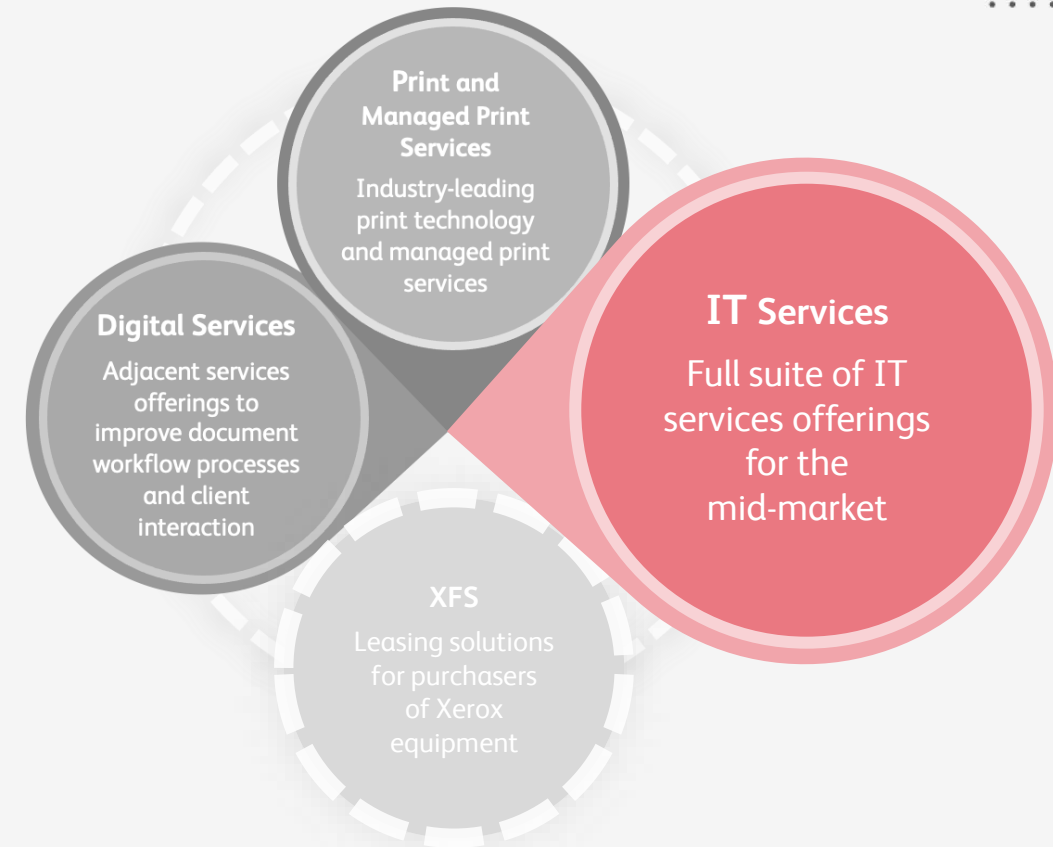 Print and
Managed Print
Services
Industry-leading
print technology
and managed print
services
Digital Services
Adjacent services
offerings to
improve document
workflow processes
and client
interaction
IT Services
Full suite of IT
services offerings
for the
mid-market
XFS
Leasing solutions
for purchasers
of Xerox
equipment